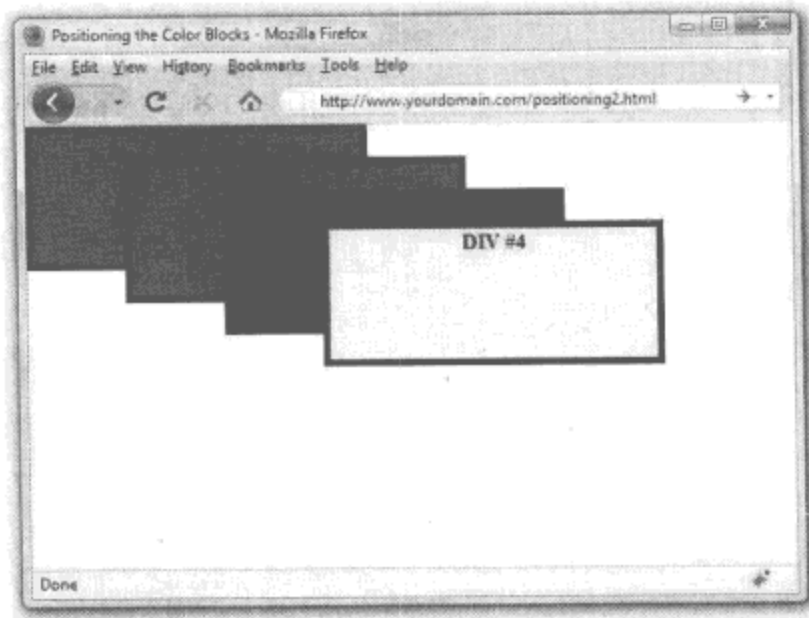 Positioning the Color Blocks - Mozilla Firefox
File Edit View History Bookmarks Tools Help
http://www.yourdomain.com/positioning2.html
DIV #4
Done